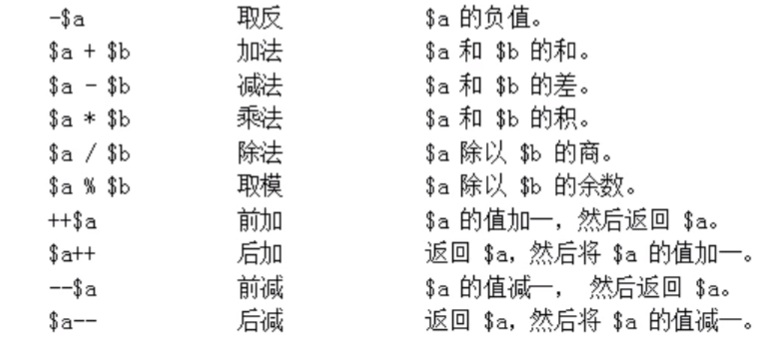 -$a 取反 $a 的负值。
$a + $b 加法 $a 和 $b 的和。
$a - $b 减法 $a 和 $b 的差。
$a * $b 乘法 $a 和 $b 的积。
$a / $b 除法 $a 除以 $b 的商。
$a % $b 取模 $a 除以 $b 的余数。
++$a 前加 $a 的值加一，然后返回 $a。
$a++ 后加 返回 $a，然后将 $a 的值加一。
--$a 前减 $a 的值减一， 然后返回 $a。
$a-- 后减 返回 $a，然后将 $a 的值减一。